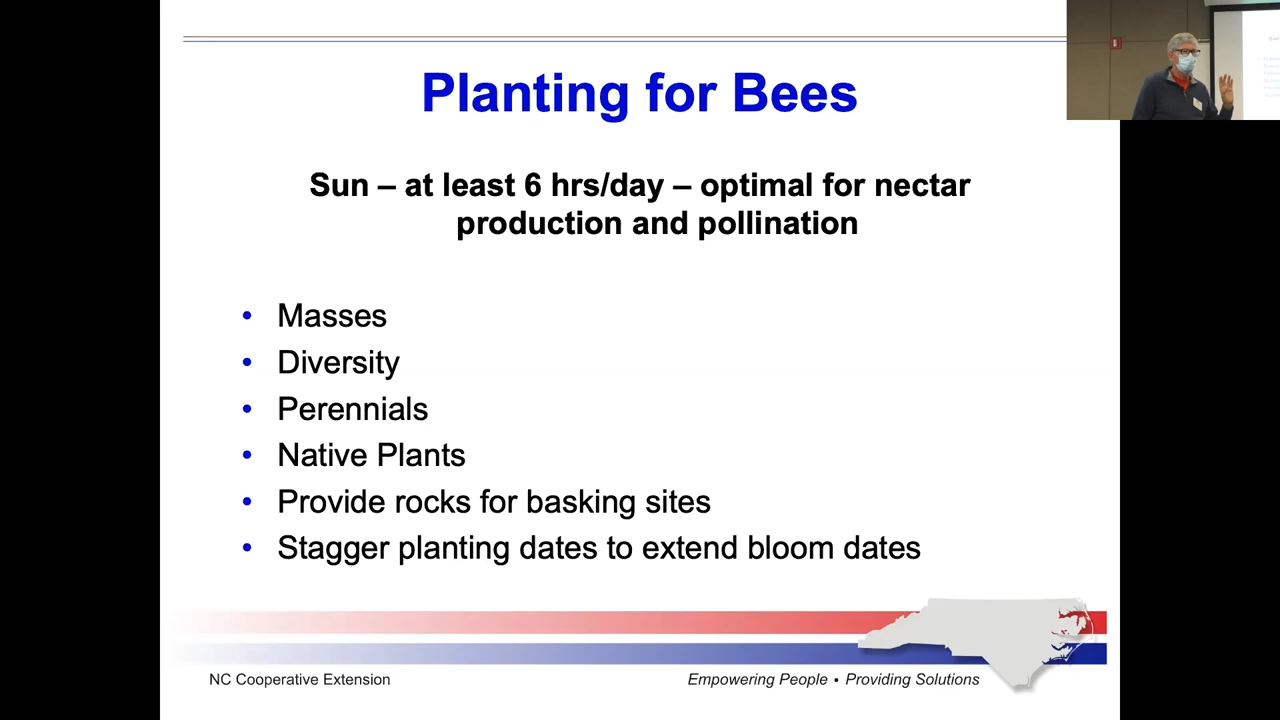 Planting for Bees
Sun – at least 6 hrs/day – optimal for nectar
production and pollination
• Masses
• Diversity
• Perennials
• Native Plants
• Provide rocks for basking sites
• Stagger planting dates to extend bloom dates
NC Cooperative Extension
Empowering People • Providing Solutions